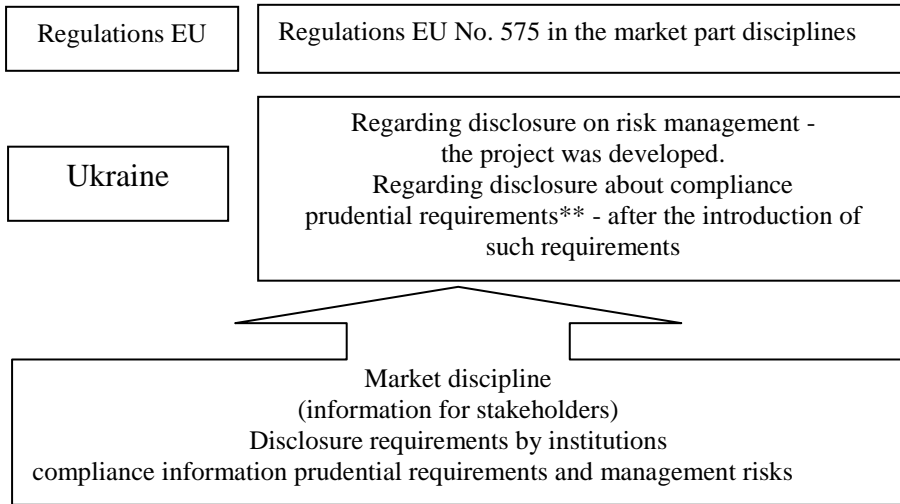 Regulations EU
Regulations EU No. 575 in the market part disciplines
Ukraine
Regarding disclosure on risk management -
the project was developed.
Regarding disclosure about compliance
prudential requirements** - after the introduction of
such requirements
Market discipline
(information for stakeholders)
Disclosure requirements by institutions
compliance information prudential requirements and management risks